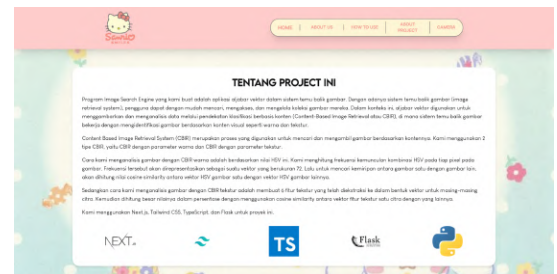 HOME | ABOUT US | HOW TO USE | ABOUT PROJECT | CAMERA
TENTANG PROJECT INI
Program Image Search Engine yang kami buat adalah aplikasi aljabar vektor dalam sistem temu balik gambar. Dengan adanya sistem temu balik gambar (image
retrieval system), pengguna dapat dengan mudah mencari, mengakses, dan mengelola koleksi gambar mereka. Dalam konteks ini, aljabar vektor digunakan untuk
menggambarkan dan menganalisis data melalui pendekatan klasifikasi berbasis konten (Content-Based Image Retrieval atau CBIR), di mana sistem temu balik gambar
bekerja dengan mengidentifikasi gambar berdasarkan konten visual seperti warna dan tekstur.
Content Based Image Retrieval System (CBIR) merupakan proses yang digunakan untuk mencari dan mengambil gambar berdasarkan kontennya. Kami menggunakan 2
tipe CBIR, yaitu CBIR dengan parameter warna dan CBIR dengan parameter tekstur.
Cara kami menganalisis gambar dengan CBIR warna adalah berdasarkan nilai HSV ini. Kami menghitung frekuensi kemunculan kombinasi HSV pada tiap pixel pada
gambar. Frekuensi tersebut akan direpresentasikan sebagai suatu vektor yang berukuran 72. Lalu untuk mencari kemiripan antara gambar satu dengan gambar lain,
akan dihitung nilai cosine similarity antara vektor HSV gambar satu dengan vektor HSV gambar lainnya.
Sedangkan cara kami menganalisis gambar dengan CBIR tekstur adalah membuat 6 fitur tekstur yang telah diekstraksi ke dalam bentuk vektor untuk masing-masing
citra. Kemudian dihitung besar nilainya dalam persentase dengan menggunakan cosine similarity antara vektor fitur tekstur satu citra dengan yang lainnya.
Kami menggunakan Next.js, Tailwind CSS, TypeScript, dan Flask untuk proyek ini.
NEXT.JS
TS
Flask